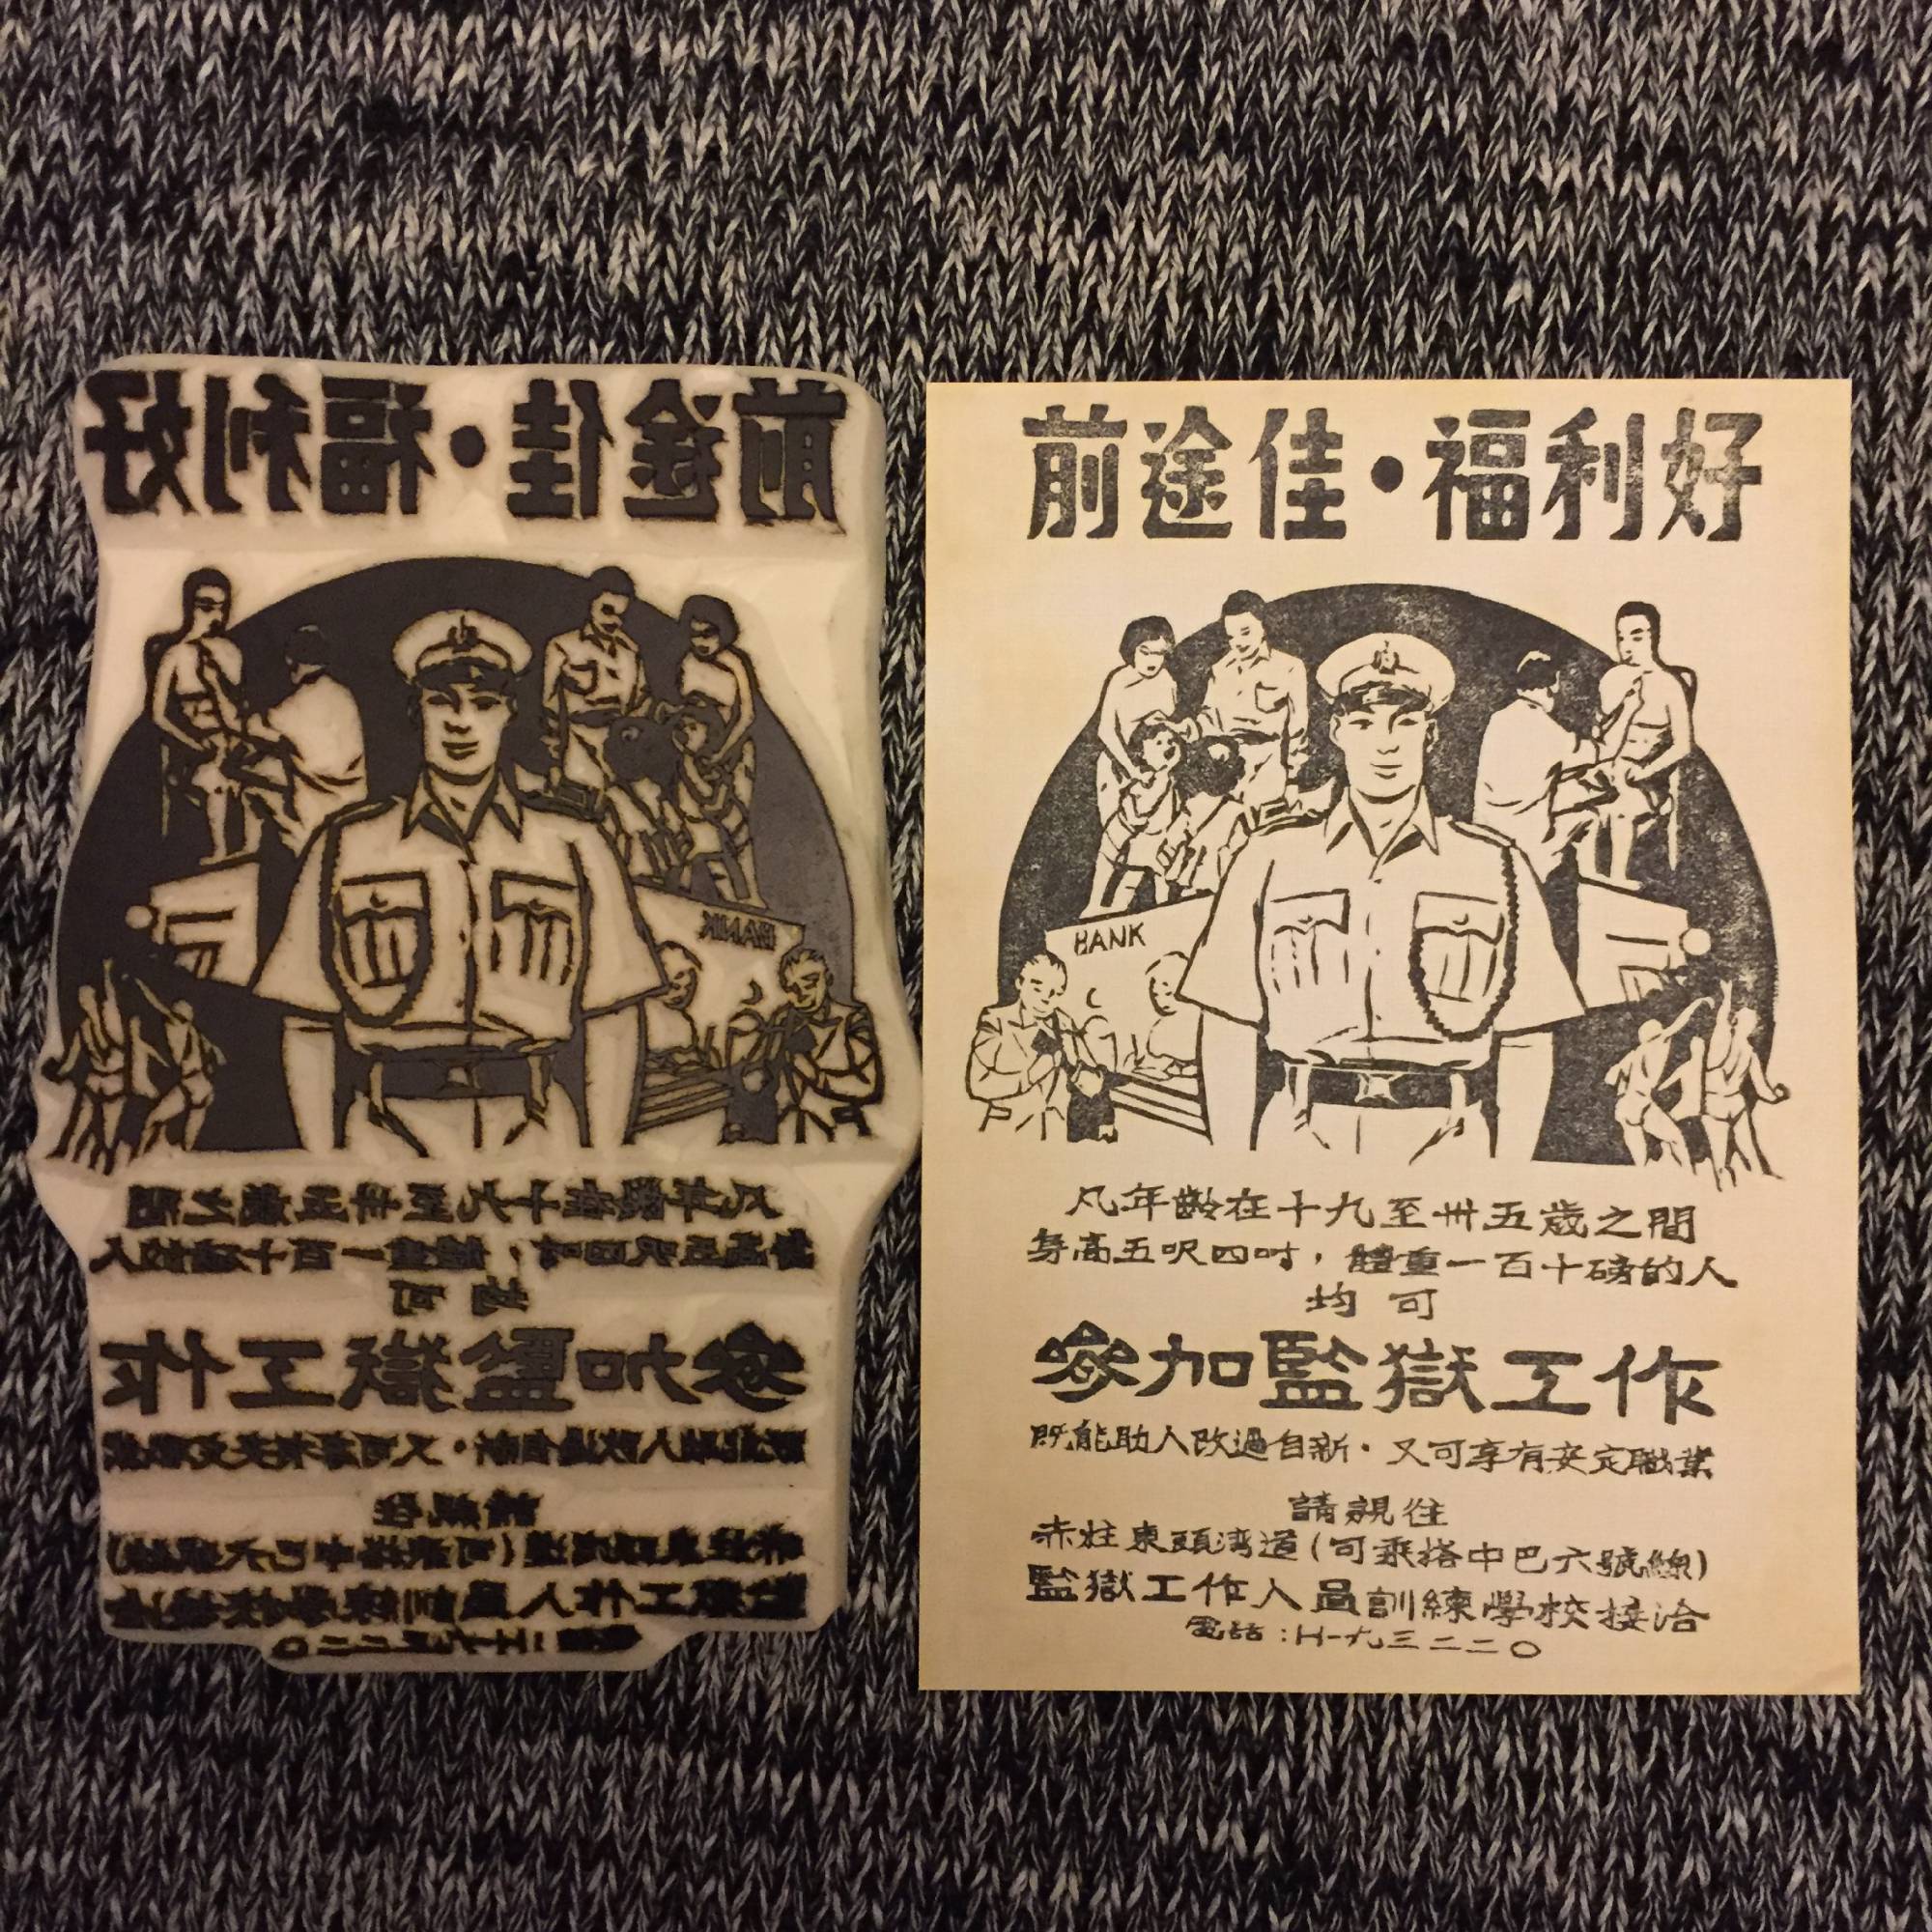 前途佳·福利好
BANK
凡年齡在十九至卅五歲之間
身高五呎四吋，體重一百十磅的人
均可
參加監獄工作
既能助人改過自新·又可享有安定職業
請親往
赤柱東頭湾道(可乘搭中巴六號線)
監獄工作人員訓練學校接洽
電話：H-九三二二〇
前途佳·福利好
BANK
凡年齡在十九至卅五歲之間
身高五呎四吋，體重一百十磅的人
均可
參加監獄工作
既能助人改過自新·又可享有安定職業
請親往
赤柱東頭湾道(可乘搭中巴六號線)
監獄工作人員訓練學校接洽
電話：H-九三二二〇